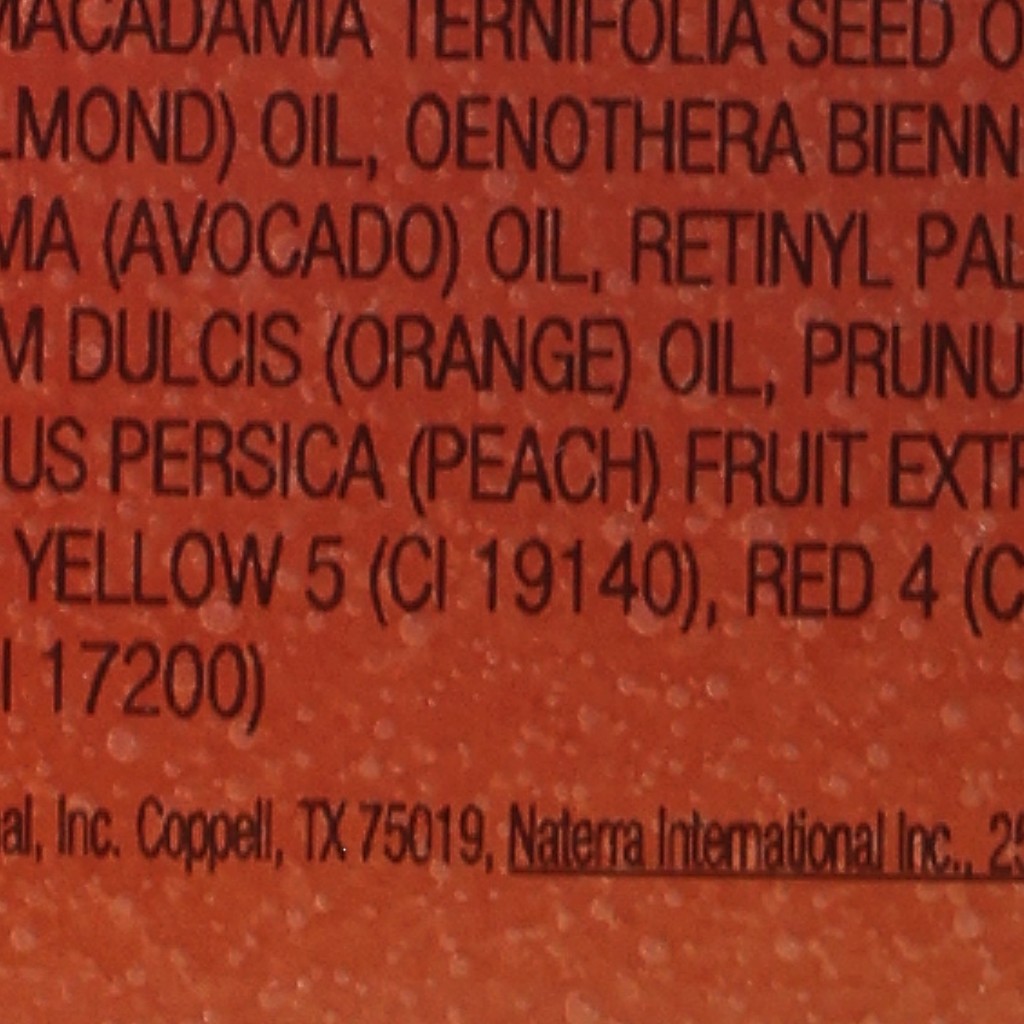 MACADAMIA TERNIFOLIA SEED O
LMOND) OIL, OENOTHERA BIENN
MA (AVOCADO) OIL, RETINYL PAL
M DULCIS (ORANGE) OIL, PRUNU
US PERSICA (PEACH) FRUIT EXTR
YELLOW 5 (CI 19140), RED 4 (C
I 17200)
al, Inc. Coppell, TX 75019, Naterra International Inc., 25